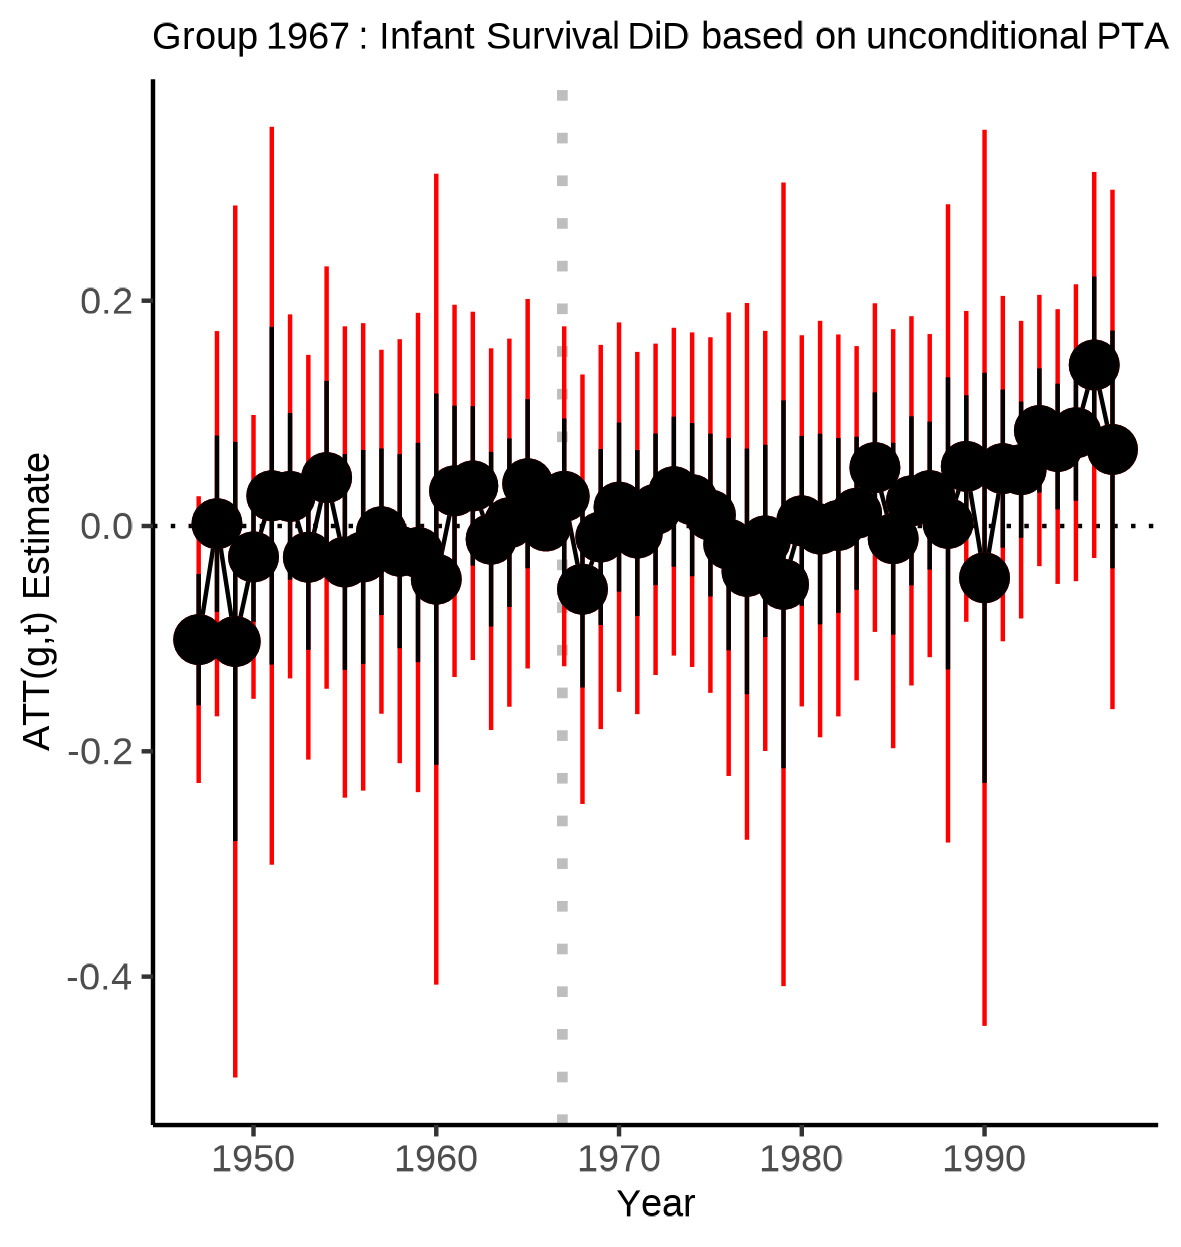 Group 1967 : Infant Survival DiD based on unconditional PTA
ATT(g,t) Estimate
0.2
0.0
-0.2
-0.4
1950 1960 1970 1980 1990
Year